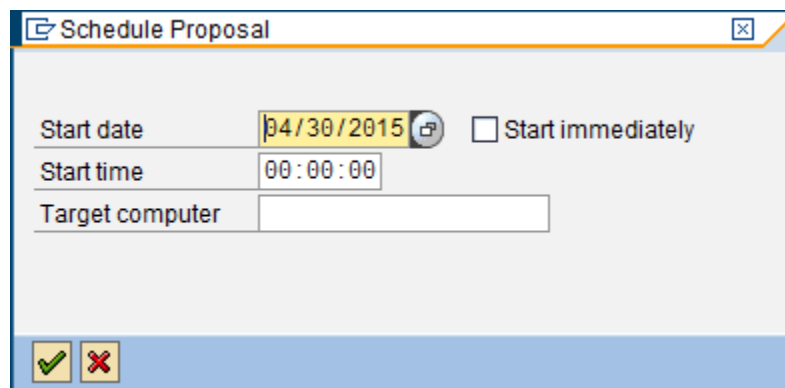 Schedule Proposal
Start date 04/30/2015 Start immediately
Start time 00:00:00
Target computer